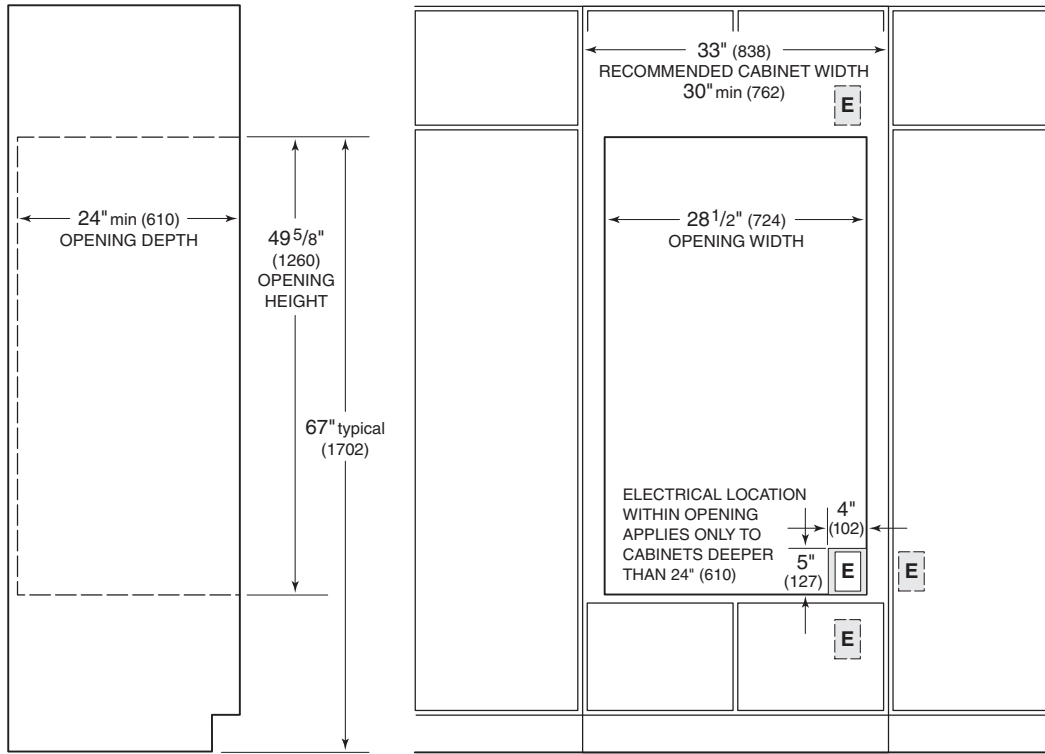 24" min (610)
OPENING DEPTH
49 5/8"
(1260)
OPENING
HEIGHT
67" typical
(1702)
33" (838)
RECOMMENDED CABINET WIDTH
30" min (762)
E
28 1/2" (724)
OPENING WIDTH
ELECTRICAL LOCATION
WITHIN OPENING
APPLIES ONLY TO
CABINETS DEEPER
THAN 24" (610)
4"
(102)
5"
(127)
E
E
E